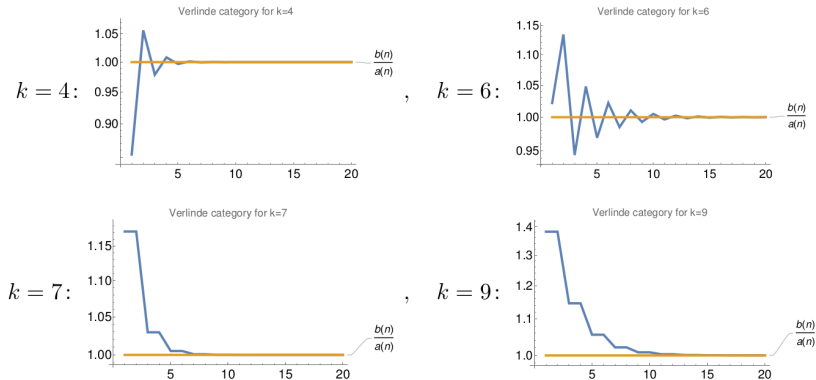 Verlinde category for k=4
k = 4:
1.05
1.00
0.95
0.90
5 10 15 20
b(n)
a(n)
,
Verlinde category for k=6
k = 6:
1.15
1.10
1.05
1.00
0.95
5 10 15 20
b(n)
a(n)
Verlinde category for k=7
k = 7:
1.15
1.10
1.05
1.00
5 10 15 20
b(n)
a(n)
,
Verlinde category for k=9
k = 9:
1.4
1.3
1.2
1.1
1.0
5 10 15 20
b(n)
a(n)